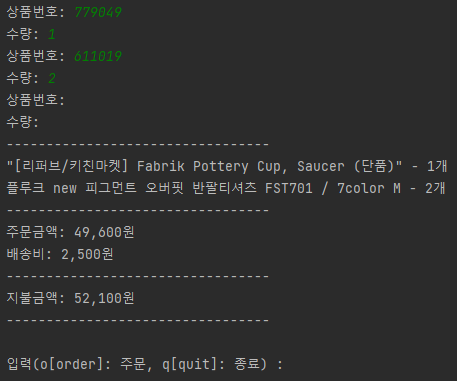 상품번호: 779049
수량: 1
상품번호: 611019
수량: 2
상품번호:
수량:
---------------------------------
"[리퍼브/키친마켓] Fabrik Pottery Cup, Saucer (단품)" - 1개
플루크 new 피그먼트 오버핏 반팔티셔츠 FST701 / 7color M - 2개
---------------------------------
주문금액: 49,600원
배송비: 2,500원
---------------------------------
지불금액: 52,100원
---------------------------------
입력(o[order]: 주문, q[quit]: 종료) :